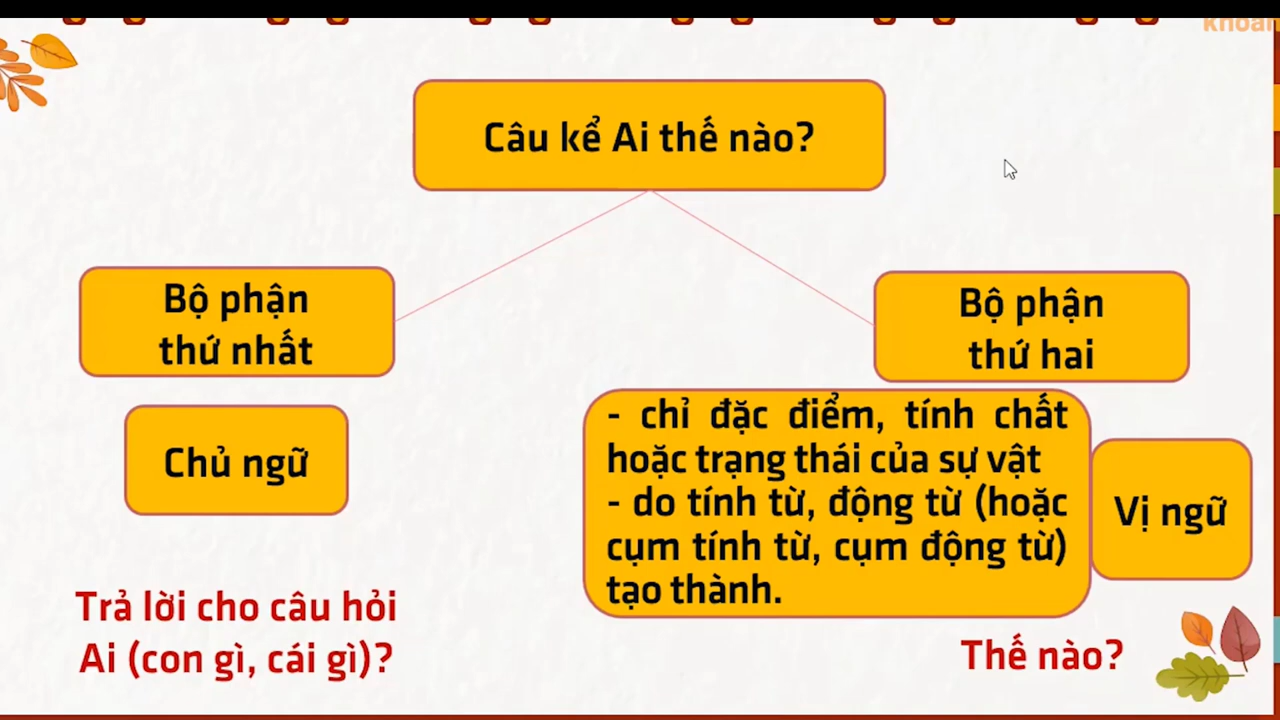 Câu kể Ai thế nào?
Bộ phận
thứ nhất
Bộ phận
thứ hai
Chủ ngữ
- chỉ đặc điểm, tính chất
hoặc trạng thái của sự vật
- do tính từ, động từ (hoặc
cụm tính từ, cụm động từ)
tạo thành.
Vị ngữ
Trả lời cho câu hỏi
Ai (con gì, cái gì)?
Thế nào?